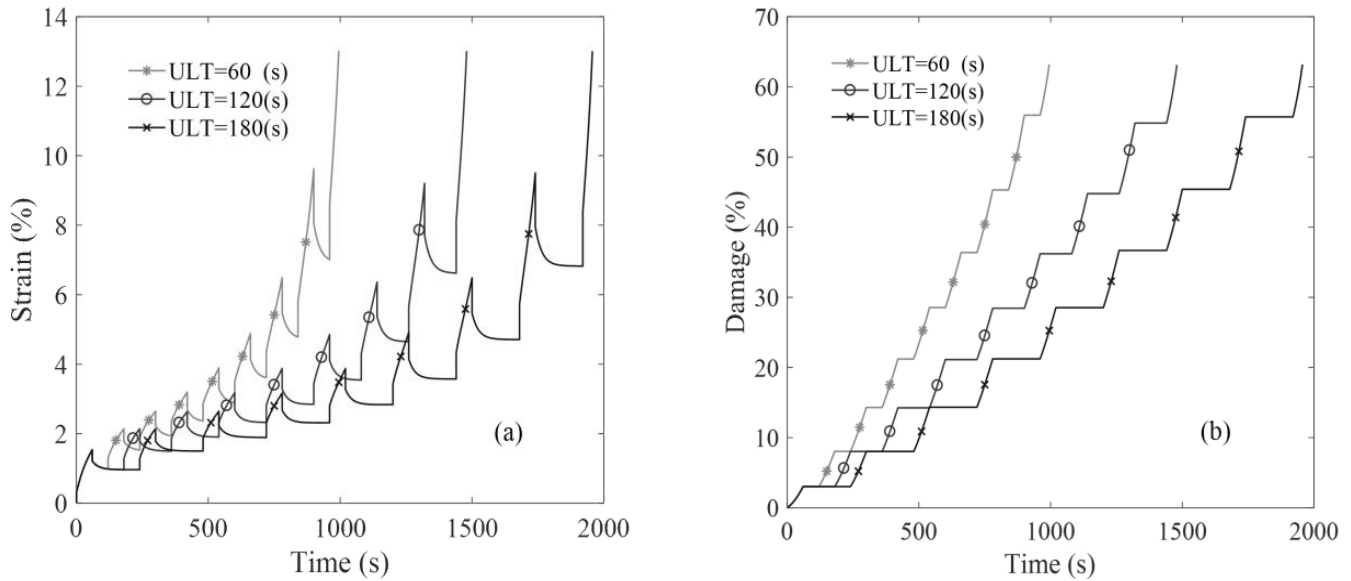 14
12
10
8
6
4
2
0
Strain (%)
ULT=60 (s)
ULT=120(s)
ULT=180(s)
(a)
0 500 1000 1500 2000
Time (s)
70
60
50
40
30
20
10
0
Damage (%)
ULT=60 (s)
ULT=120(s)
ULT=180(s)
(b)
0 500 1000 1500 2000
Time (s)